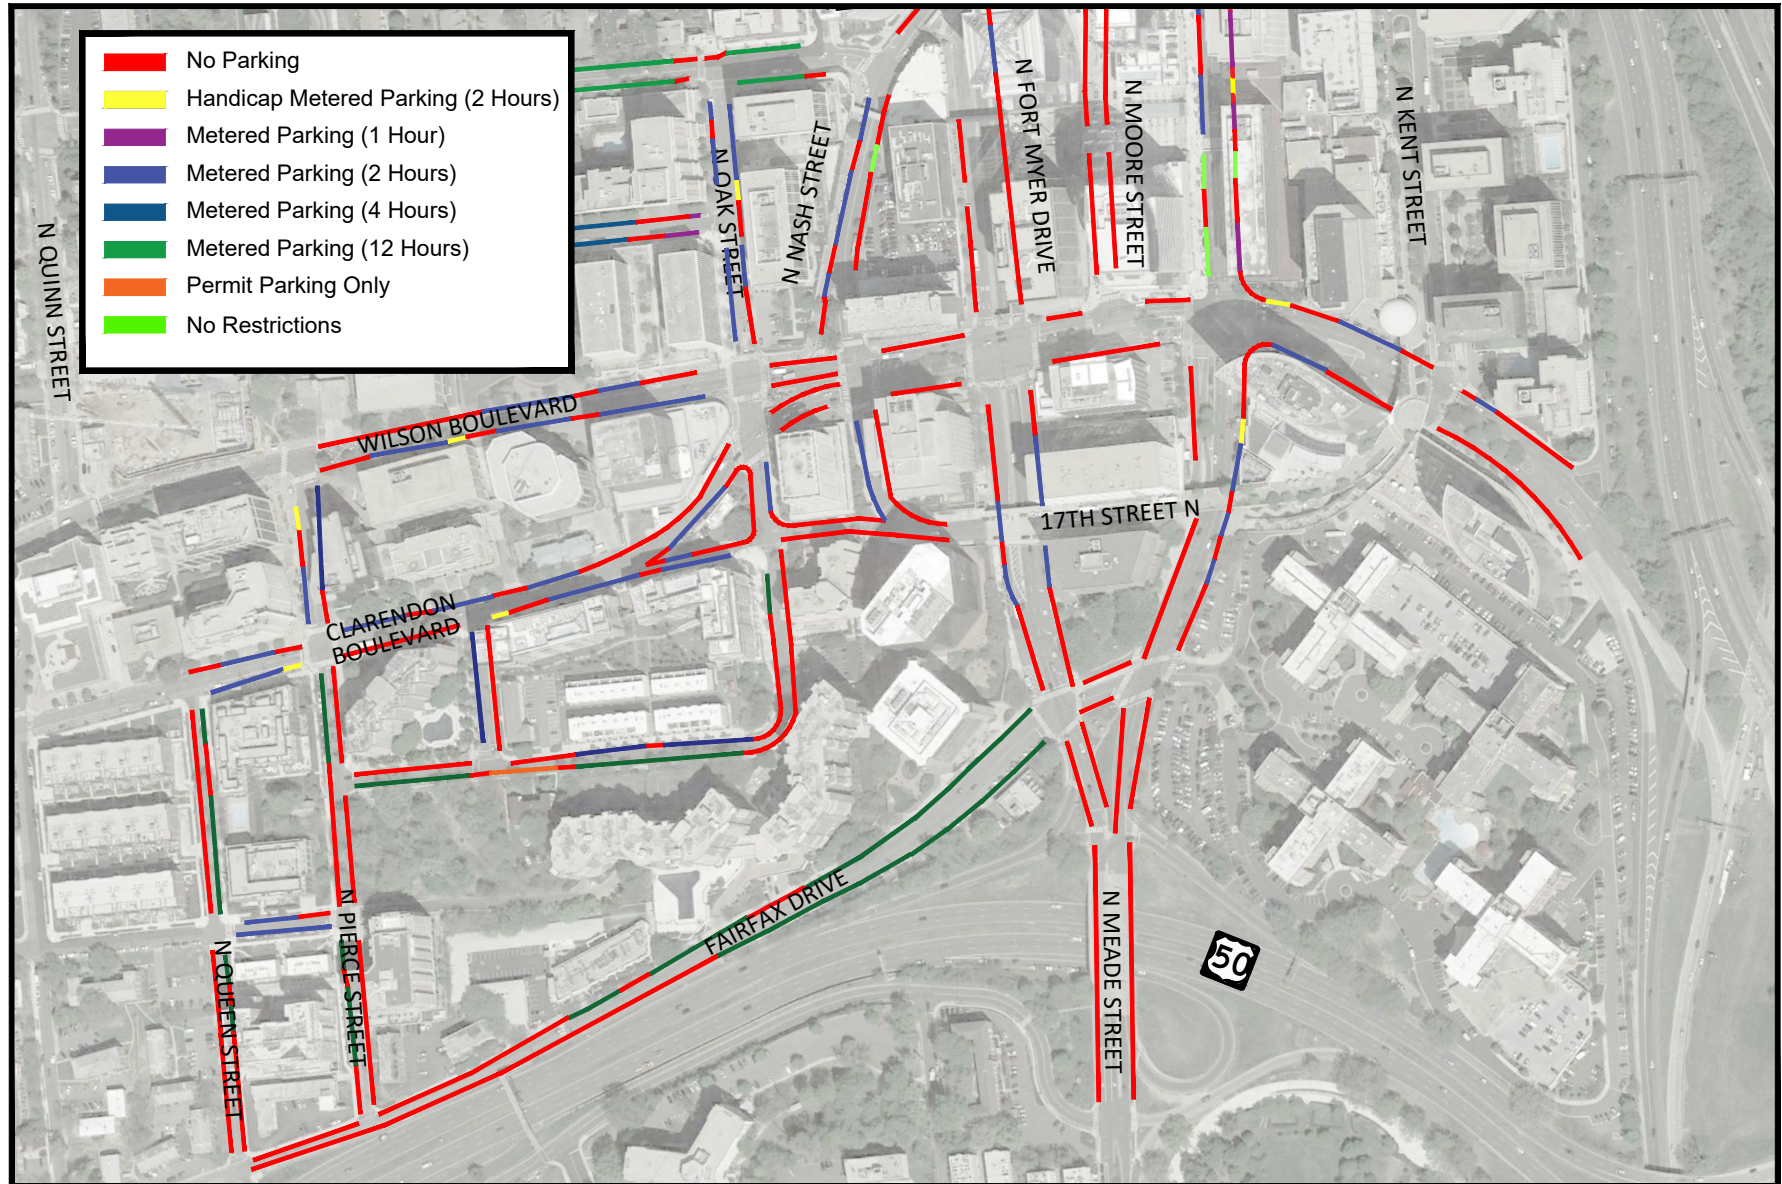 No Parking
Handicap Metered Parking (2 Hours)
Metered Parking (1 Hour)
Metered Parking (2 Hours)
Metered Parking (4 Hours)
Metered Parking (12 Hours)
Permit Parking Only
No Restrictions
N QUINN STREET
N OAK STREET
N NASH STREET
N FORT MYER DRIVE
N MOORE STREET
N KENT STREET
WILSON BOULEVARD
17TH STREET N
CLARENDON
BOULEVARD
FAIRFAX DRIVE
N PIERCE STREET
N QUEEN STREET
N MEADE STREET
50